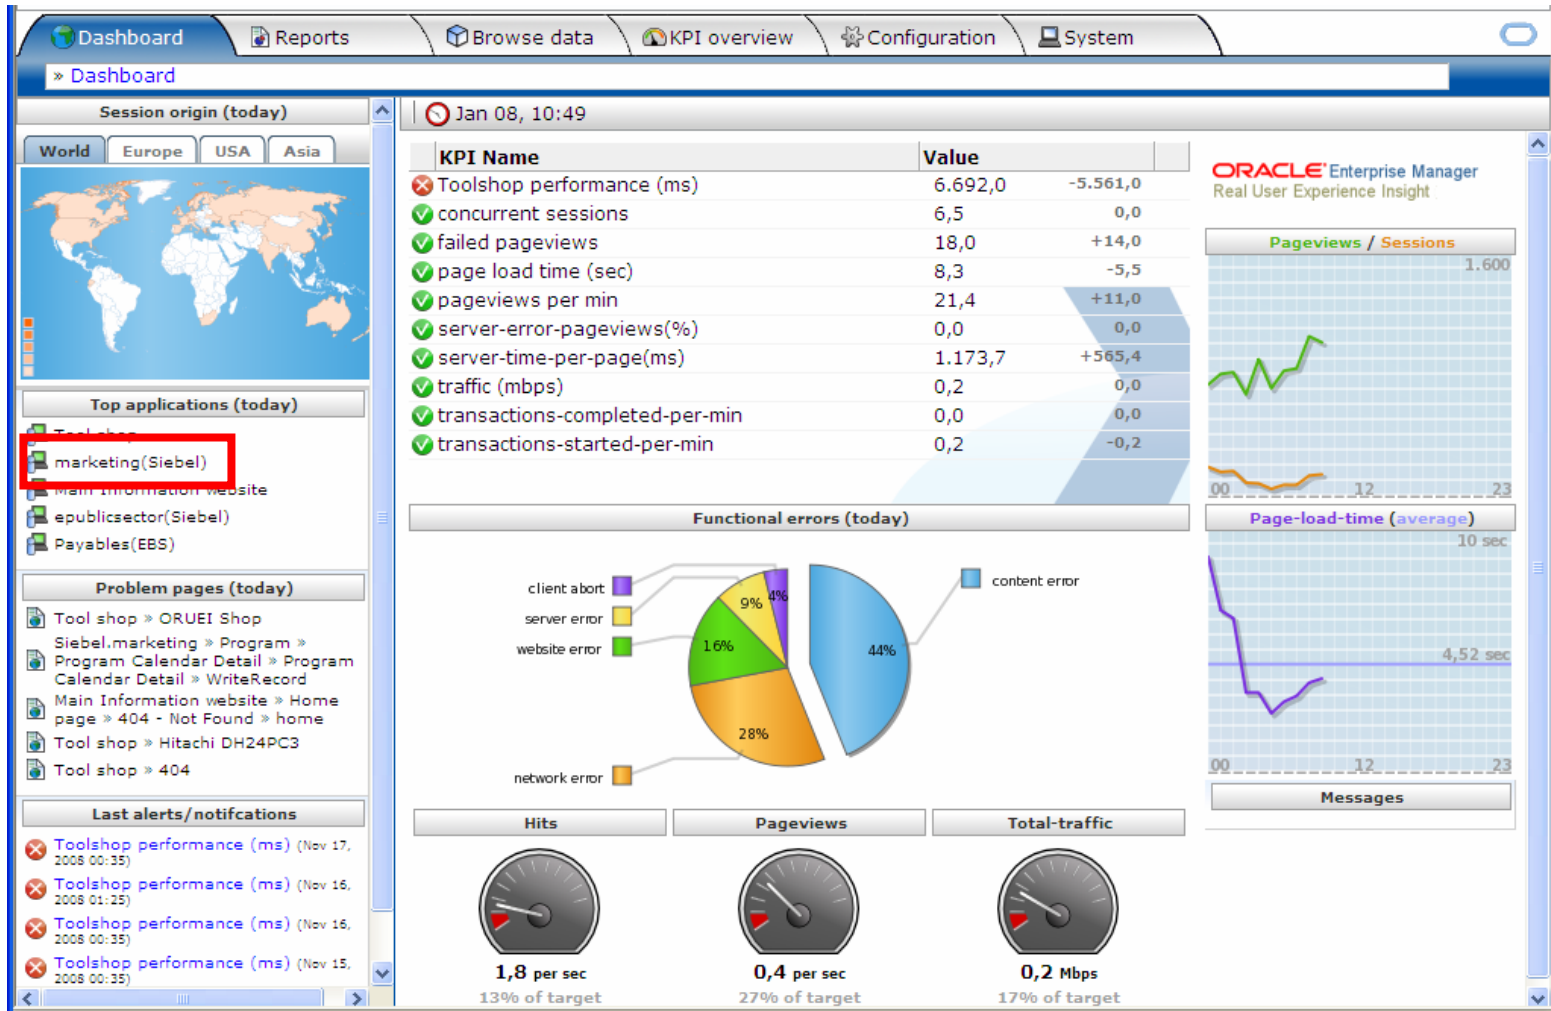 Dashboard
Reports
Browse data
KPI overview
Configuration
System
» Dashboard
Session origin (today)
World
Europe
USA
Asia
Top applications (today)
Tool shop
marketing(Siebel)
Main Information website
epublicsector(Siebel)
Payables(EBS)
Problem pages (today)
Tool shop » ORUEI Shop
Siebel.marketing » Program »
Program Calendar Detail » Program
Calendar Detail » WriteRecord
Main Information website » Home
page » 404 - Not Found » home
Tool shop » Hitachi DH24PC3
Tool shop » 404
Last alerts/notifcations
Toolshop performance (ms) (Nov 17,
2008 00:35)
Toolshop performance (ms) (Nov 16,
2008 01:25)
Toolshop performance (ms) (Nov 16,
2008 00:35)
Toolshop performance (ms) (Nov 15,
2008 00:35)
Jan 08, 10:49
KPI Name Value
Toolshop performance (ms) 6.692,0 -5.561,0
concurrent sessions 6,5 0,0
failed pageviews 18,0 +14,0
page load time (sec) 8,3 -5,5
pageviews per min 21,4 +11,0
server-error-pageviews(%) 0,0 0,0
server-time-per-page(ms) 1.173,7 +565,4
traffic (mbps) 0,2 0,0
transactions-completed-per-min 0,0 0,0
transactions-started-per-min 0,2 -0,2
Functional errors (today)
client abort
server error
website error
network error
content error
4%
9%
16%
44%
28%
Hits
1,8 per sec
13% of target
Pageviews
0,4 per sec
27% of target
Total-traffic
0,2 Mbps
17% of target
ORACLE Enterprise Manager
Real User Experience Insight
Pageviews / Sessions
1.600
00 12 23
Page-load-time (average)
10 sec
4,52 sec
00 12 23
Messages